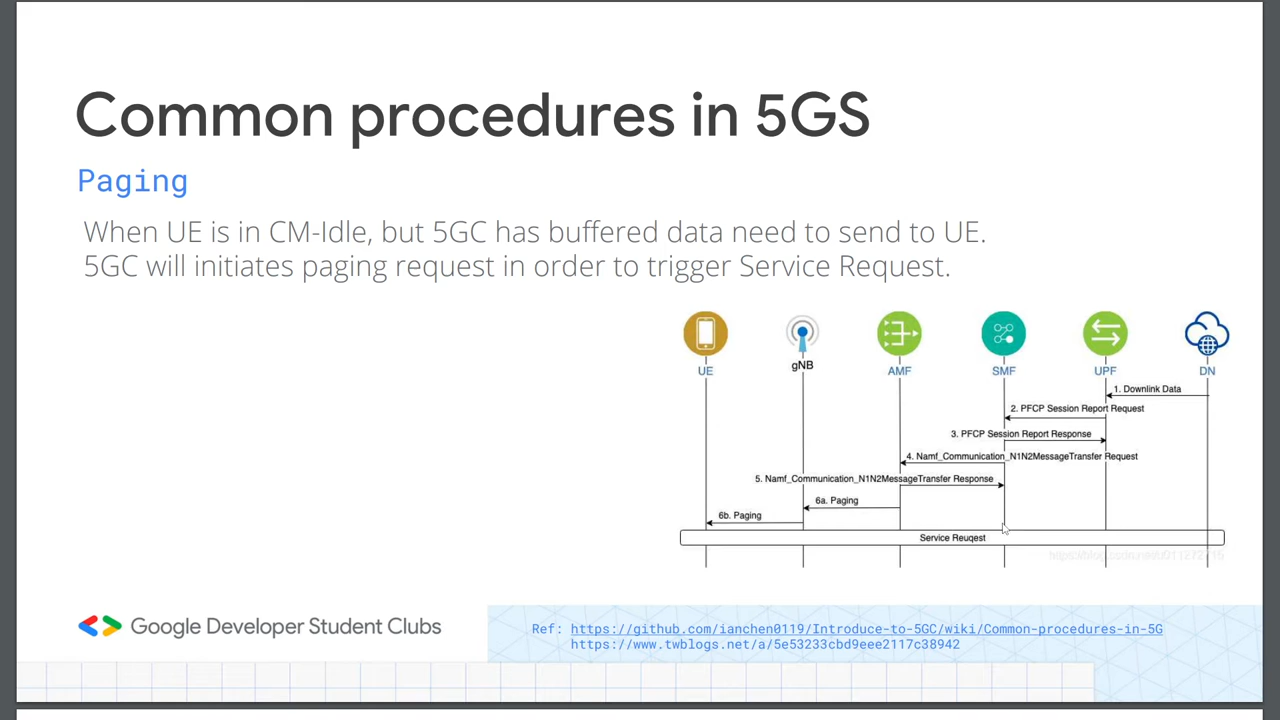 Common procedures in 5GS
Paging
When UE is in CM-Idle, but 5GC has buffered data need to send to UE.
5GC will initiates paging request in order to trigger Service Request.
UE
gNB
AMF
SMF
UPF
DN
1. Downlink Data
2. PFCP Session Report Request
3. PFCP Session Report Response
4. Namf_Communication_N1N2MessageTransfer Request
5. Namf_Communication_N1N2MessageTransfer Response
6a. Paging
6b. Paging
Service Reuqest
Google Developer Student Clubs
Ref: https://github.com/ianchen0119/Introduce-to-5GC/wiki/Common-procedures-in-5G
https://www.twblogs.net/a/5e53233cbd9eee2117c38942